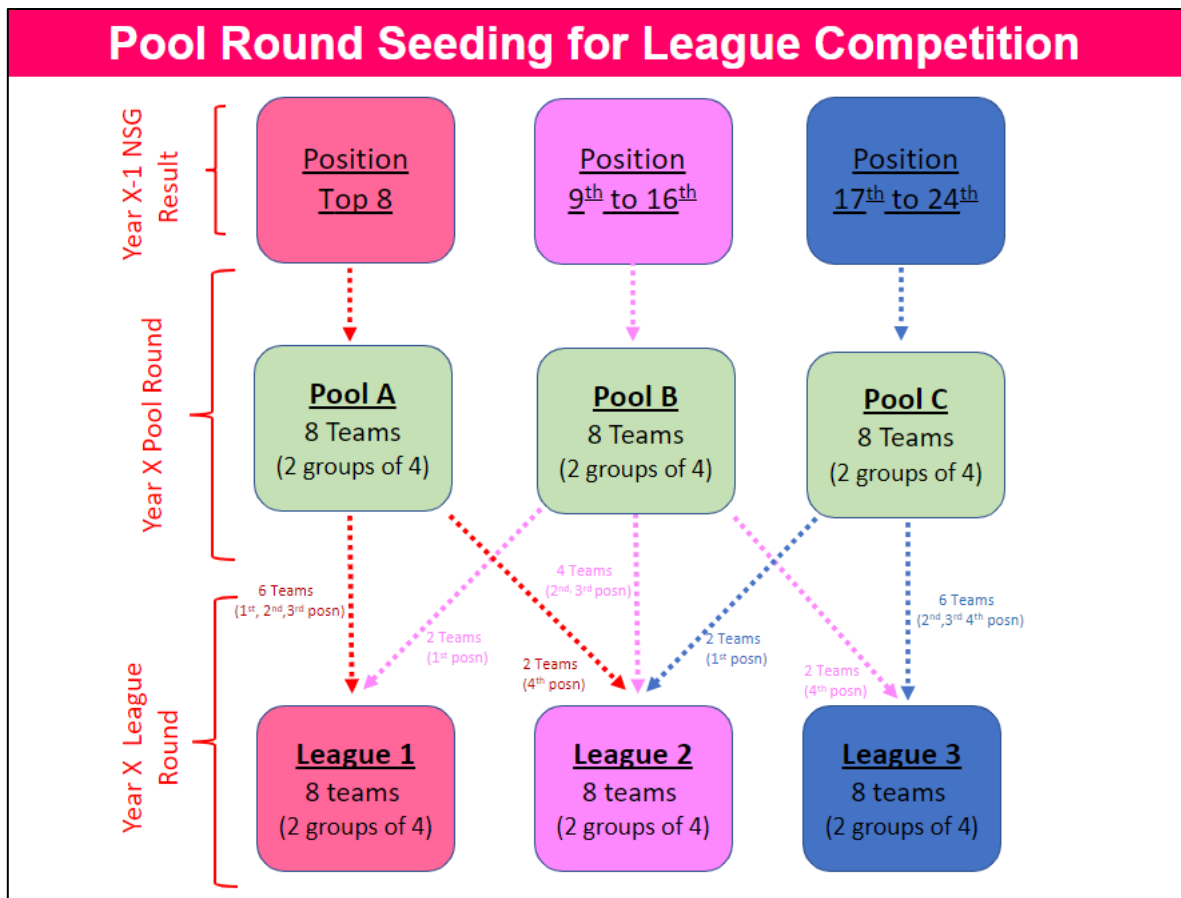 Pool Round Seeding for League Competition
Year X-1 NSG
Result
Position
Top 8
Position
9th to 16th
Position
17th to 24th
Year X Pool Round
Pool A
8 Teams
(2 groups of 4)
Pool B
8 Teams
(2 groups of 4)
Pool C
8 Teams
(2 groups of 4)
6 Teams
(1st, 2nd,3rd posn)
2 Teams
(1st posn)
4 Teams
(2nd, 3rd posn)
2 Teams
(4th posn)
2 Teams
(1st posn)
2 Teams
(4th posn)
6 Teams
(2nd,3rd 4th posn)
Year X League
Round
League 1
8 teams
(2 groups of 4)
League 2
8 teams
(2 groups of 4)
League 3
8 teams
(2 groups of 4)